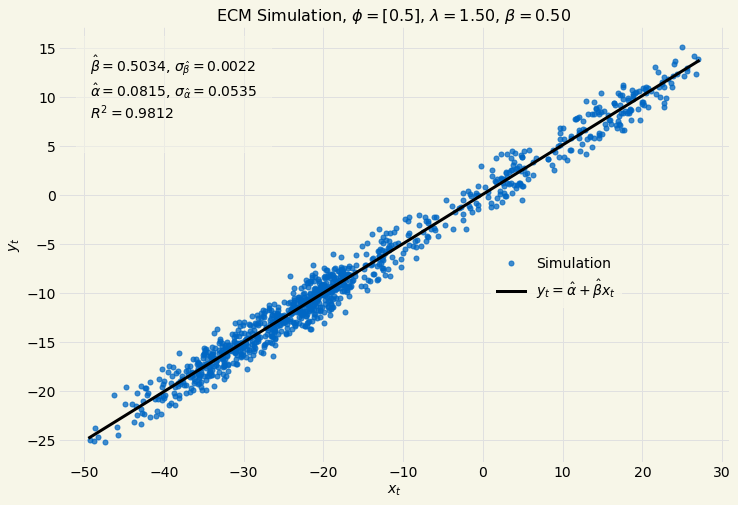 ECM Simulation, ϕ = [0.5], λ = 1.50, β = 0.50
β̂ = 0.5034, σ_β̂ = 0.0022
α̂ = 0.0815, σ_α̂ = 0.0535
R² = 0.9812
15
10
5
0
−5
−10
−15
−20
−25
y_t
Simulation
y_t = α̂ + β̂x_t
−50 −40 −30 −20 −10 0 10 20 30
x_t